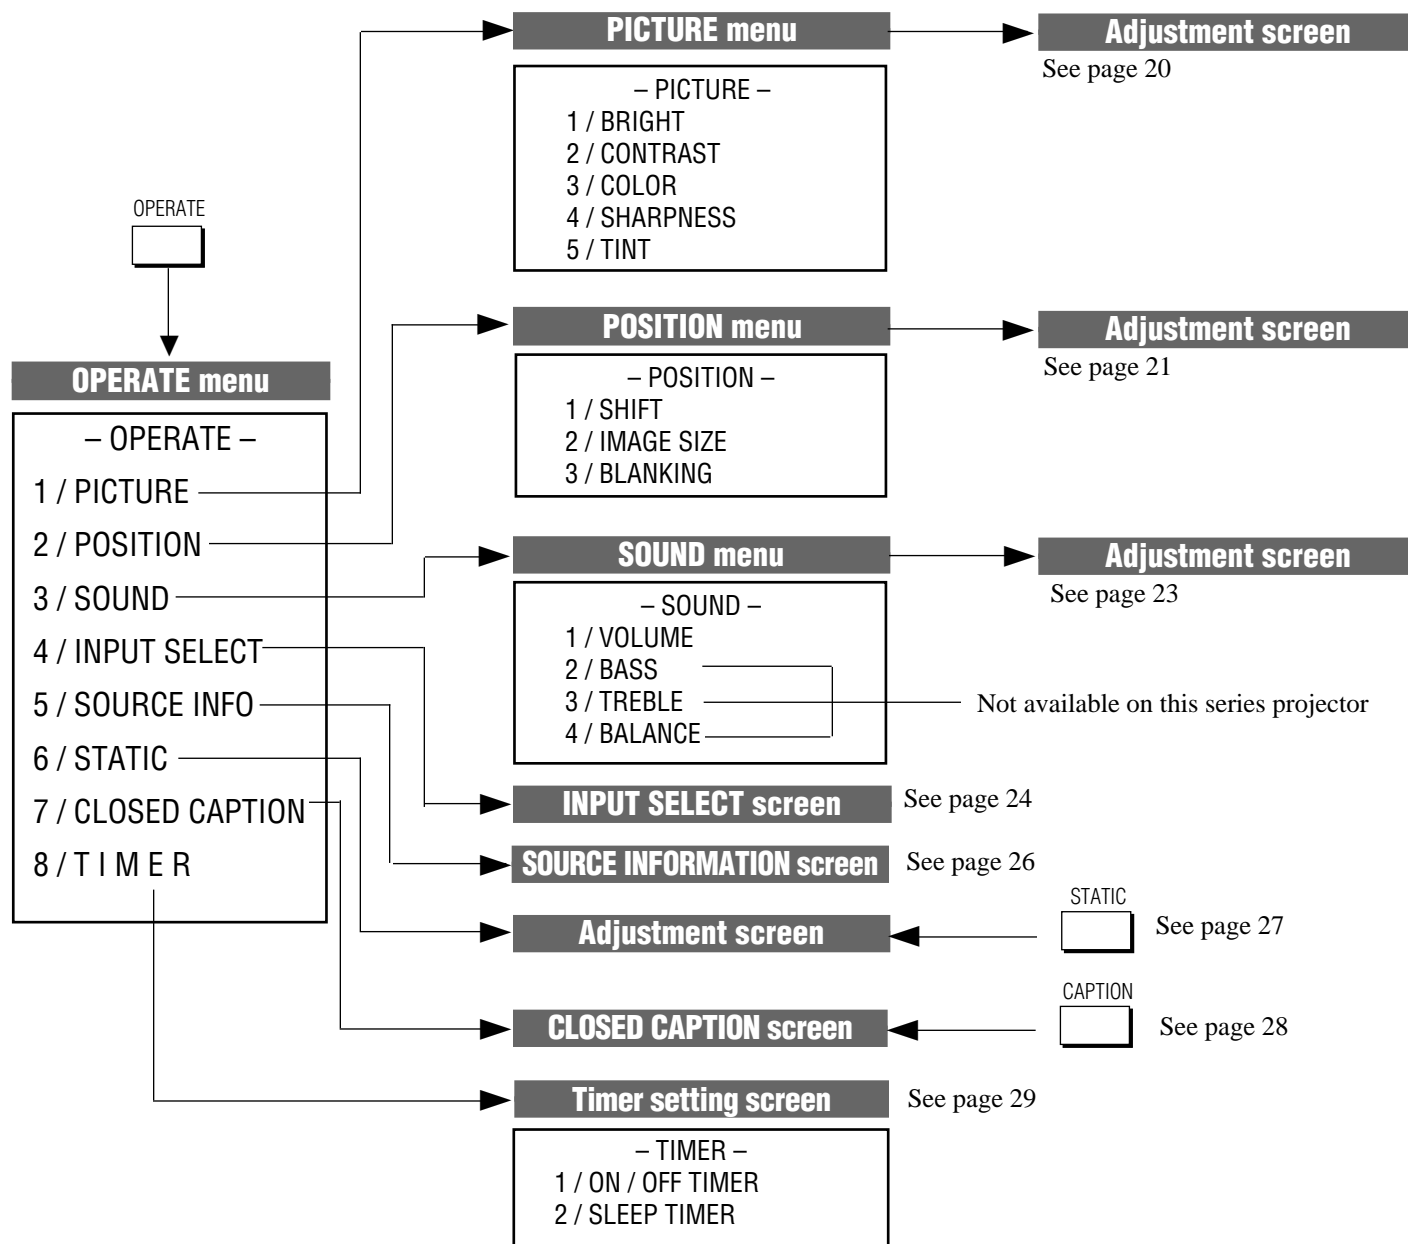 OPERATE
OPERATE menu
– OPERATE –
1 / PICTURE
2 / POSITION
3 / SOUND
4 / INPUT SELECT
5 / SOURCE INFO
6 / STATIC
7 / CLOSED CAPTION
8 / T I M E R
PICTURE menu
– PICTURE –
1 / BRIGHT
2 / CONTRAST
3 / COLOR
4 / SHARPNESS
5 / TINT
Adjustment screen
See page 20
POSITION menu
– POSITION –
1 / SHIFT
2 / IMAGE SIZE
3 / BLANKING
Adjustment screen
See page 21
SOUND menu
– SOUND –
1 / VOLUME
2 / BASS
3 / TREBLE
4 / BALANCE
Adjustment screen
See page 23
Not available on this series projector
INPUT SELECT screen
See page 24
SOURCE INFORMATION screen
See page 26
Adjustment screen
STATIC
See page 27
CLOSED CAPTION screen
CAPTION
See page 28
Timer setting screen
See page 29
– TIMER –
1 / ON / OFF TIMER
2 / SLEEP TIMER